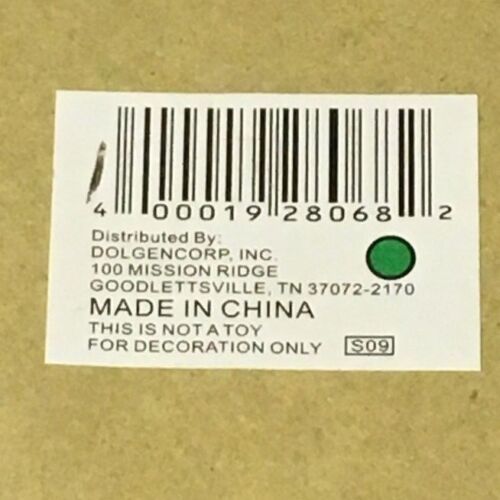 4 00019 28068 2
Distributed By:
DOLGENCORP, INC.
100 MISSION RIDGE
GOODLETTSVILLE, TN 37072-2170
MADE IN CHINA
THIS IS NOT A TOY
FOR DECORATION ONLY S09